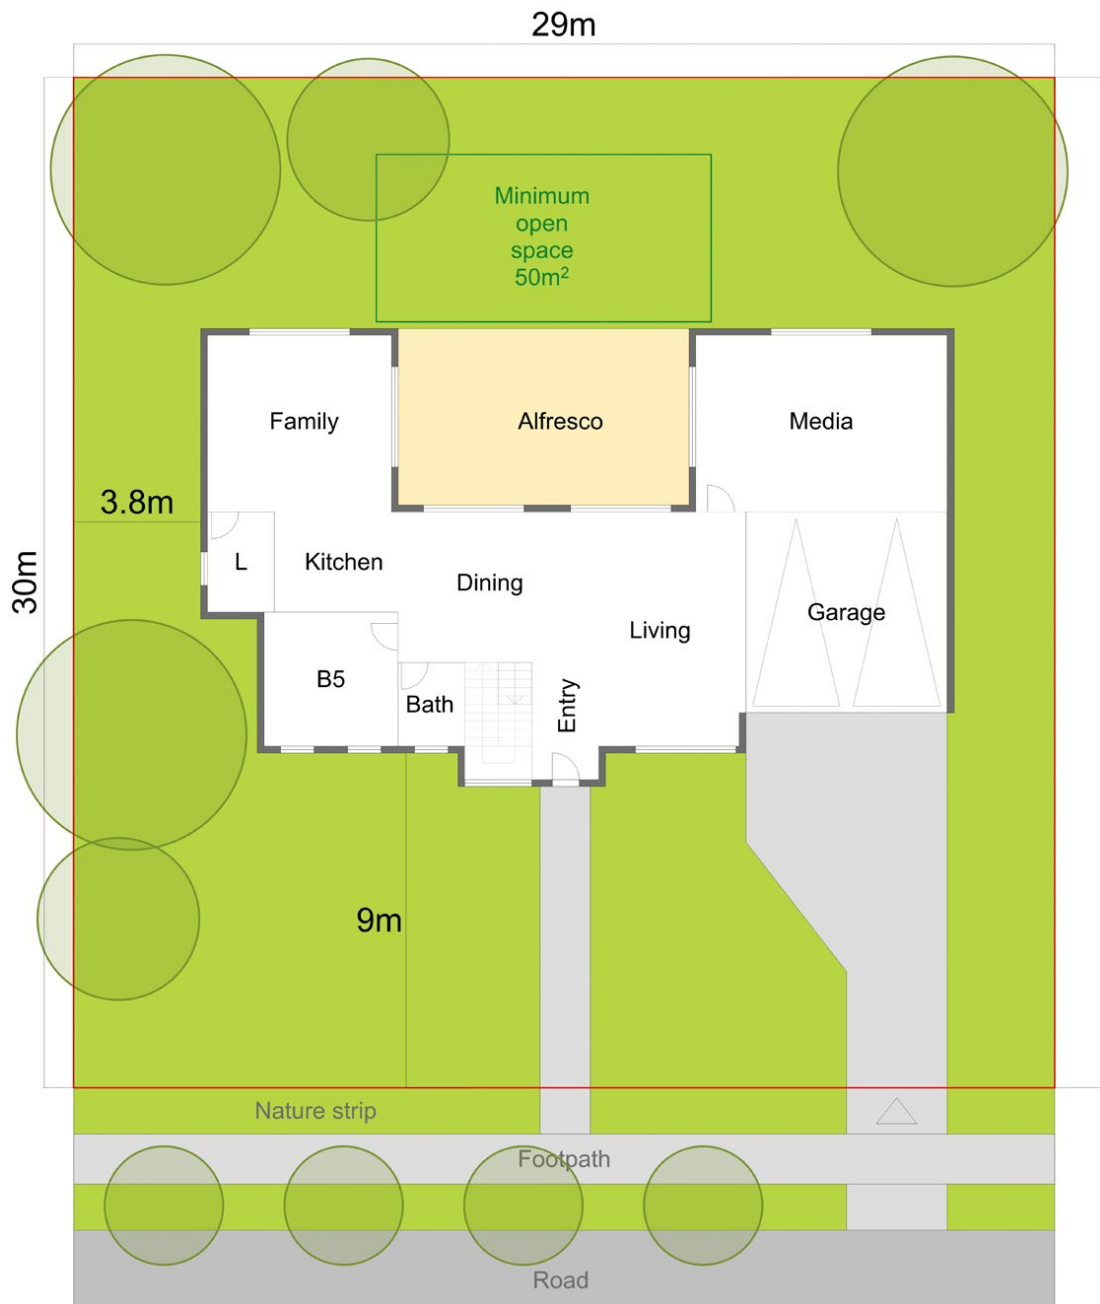 29m
Minimum
open
space
50m²
Family
Alfresco
Media
3.8m
30m
L
Kitchen
Dining
Garage
Living
B5
Bath
Entry
9m
Nature strip
Footpath
Road